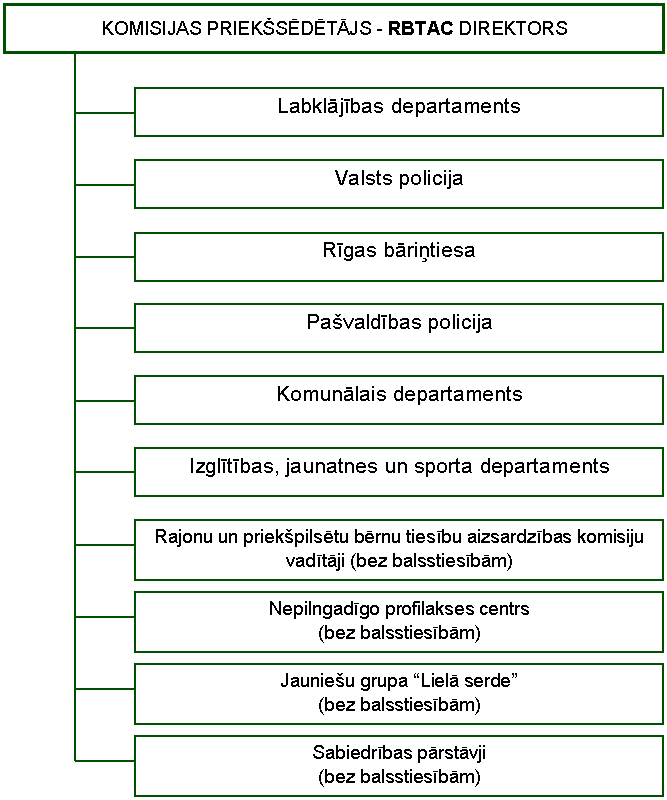 KOMISIJAS PRIEKŠSĒDĒTĀJS - RBTAC DIREKTORS
Labklājības departaments
Valsts policija
Rīgas bāriņtiesa
Pašvaldības policija
Komunālais departaments
Izglītības, jaunatnes un sporta departaments
Rajonu un priekšpilsētu bērnu tiesību aizsardzības komisiju
vadītāji (bez balsstiesībām)
Nepilngadīgo profilakses centrs
(bez balsstiesībām)
Jauniešu grupa “Lielā serde”
(bez balsstiesībām)
Sabiedrības pārstāvji
(bez balsstiesībām)